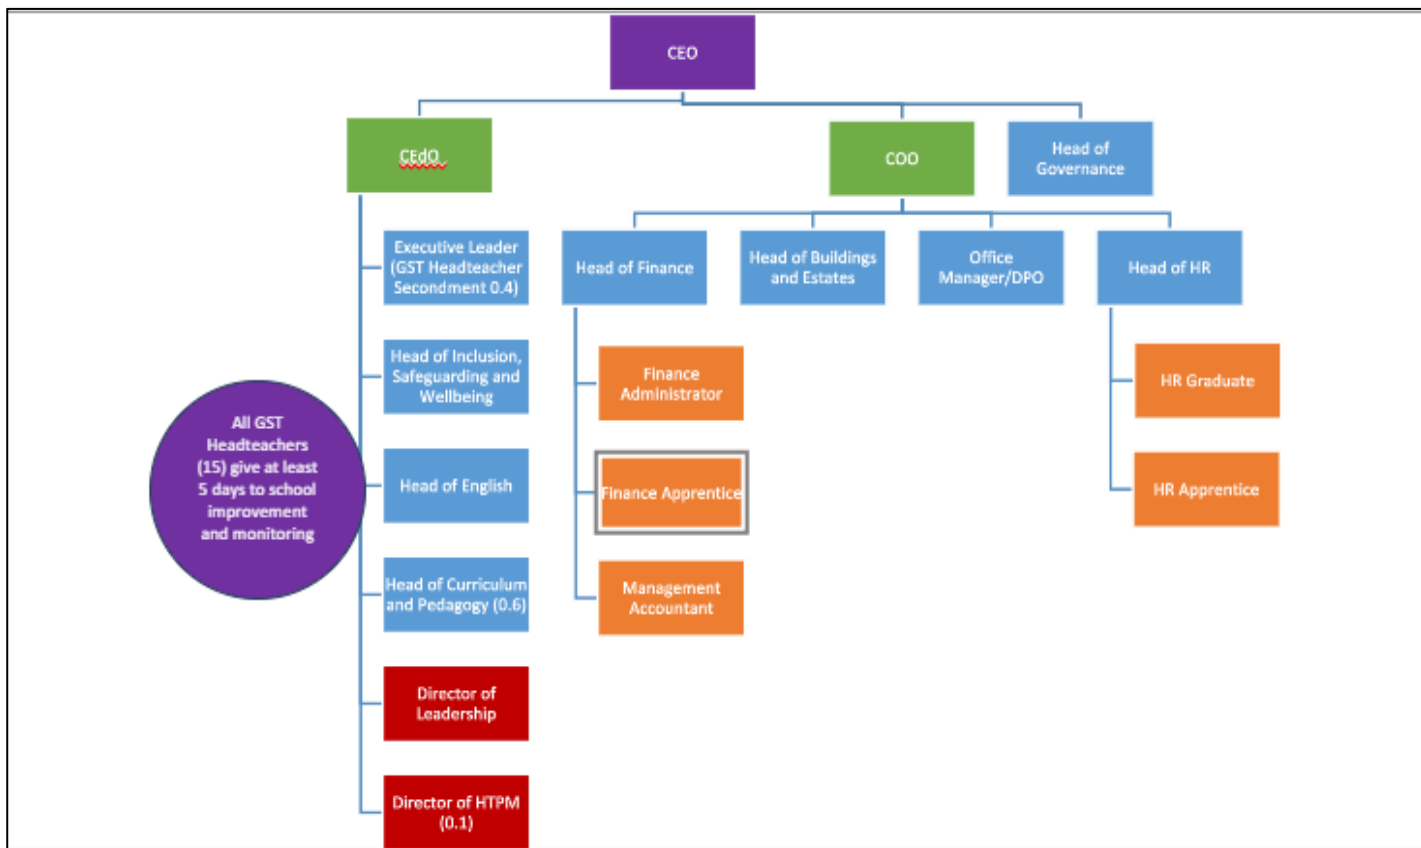 CEO
CEdO
COO
Head of
Governance
Executive Leader
(GST Headteacher
Secondment 0.4)
Head of Finance
Head of Buildings
and Estates
Office
Manager/DPO
Head of HR
Head of Inclusion,
Safeguarding and
Wellbeing
Finance
Administrator
HR Graduate
All GST
Headteachers
(15) give at least
5 days to school
improvement
and monitoring
Head of English
Finance Apprentice
HR Apprentice
Head of Curriculum
and Pedagogy (0.6)
Management
Accountant
Director of
Leadership
Director of HTPM
(0.1)